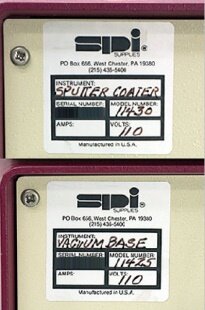 spi
SUPPLIES
PO Box 656, West Chester, PA 19380
(215) 435-5400
INSTRUMENT:
SPUTTER COATER
SERIAL NUMBER: MODEL NUMBER:
11430
AMPS: VOLTS:
110
Manufactured in U.S.A.
spi
SUPPLIES
PO Box 656, West Chester, PA 19380
(215) 435-5400
INSTRUMENT:
VACUUM BASE
SERIAL NUMBER: MODEL NUMBER:
11425
AMPS: VOLTS:
110
Manufactured in U.S.A.